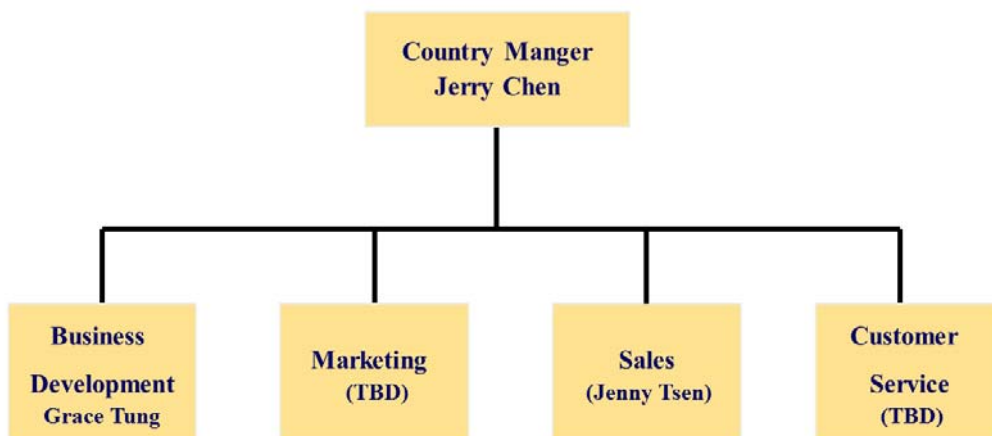 Country Manger
Jerry Chen
Business
Development
Grace Tung
Marketing
(TBD)
Sales
(Jenny Tsen)
Customer
Service
(TBD)